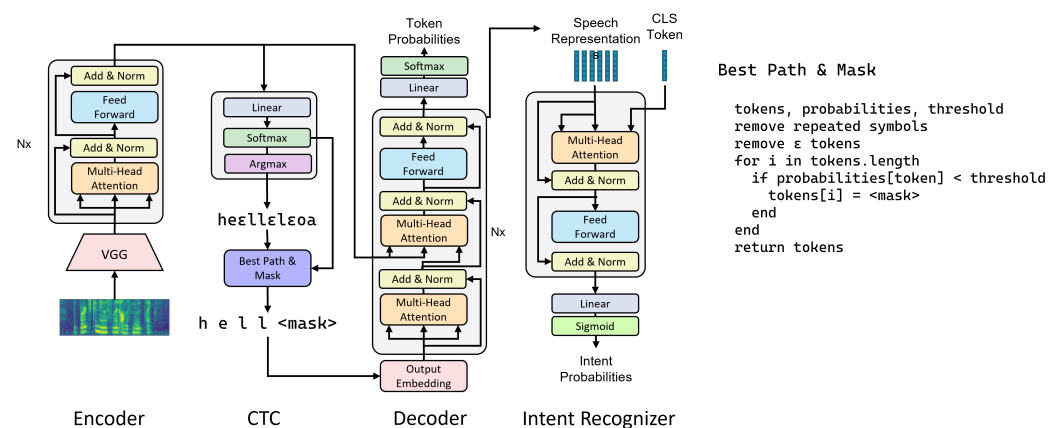 Add & Norm
Feed
Forward
Nx
Add & Norm
Multi-Head
Attention
VGG
Encoder
Linear
Softmax
Argmax
heεllεlεoa
Best Path &
Mask
h e l l <mask>
CTC
Token
Probabilities
Softmax
Linear
Add & Norm
Feed
Forward
Add & Norm
Multi-Head
Attention
Nx
Add & Norm
Multi-Head
Attention
Output
Embedding
Decoder
Speech
Representation
s
CLS
Token
Multi-Head
Attention
Add & Norm
Feed
Forward
Add & Norm
Linear
Sigmoid
Intent
Probabilities
Intent Recognizer
Best Path & Mask
tokens, probabilities, threshold
remove repeated symbols
remove ε tokens
for i in tokens.length
if probabilities[token] < threshold
tokens[i] = <mask>
end
end
return tokens